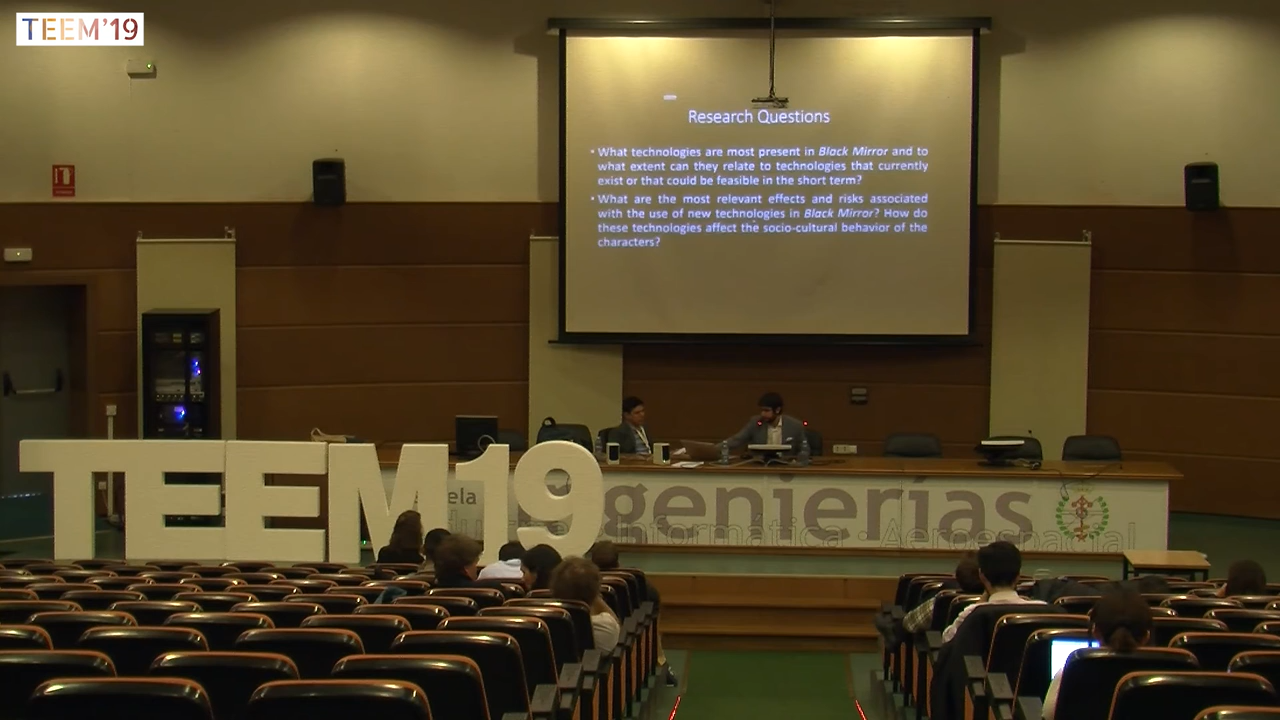 TEEM'19
Research Questions
• What technologies are most present in Black Mirror and to
what extent can they relate to technologies that currently
exist or that could be feasible in the short term?
• What are the most relevant effects and risks associated
with the use of new technologies in Black Mirror? How do
these technologies affect the socio-cultural behavior of the
characters?
TEEM19
ela
genierías
Informática · Aeroespacial